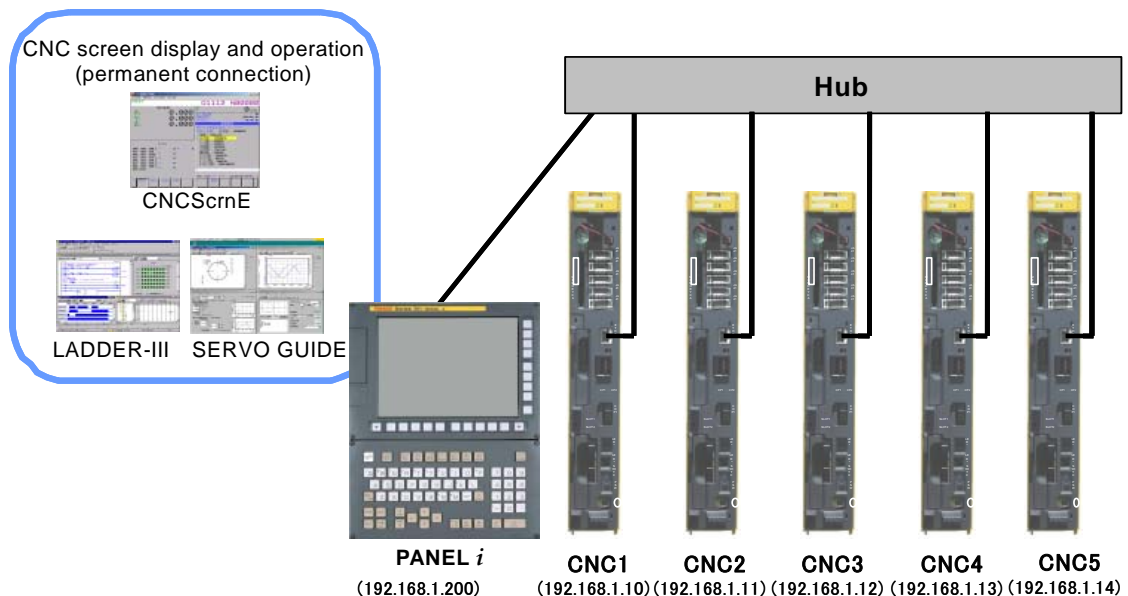 CNC screen display and operation
(permanent connection)
CNCScrnE
LADDER-III
SERVO GUIDE
Hub
PANEL i
(192.168.1.200)
CNC1
(192.168.1.10)
CNC2
(192.168.1.11)
CNC3
(192.168.1.12)
CNC4
(192.168.1.13)
CNC5
(192.168.1.14)